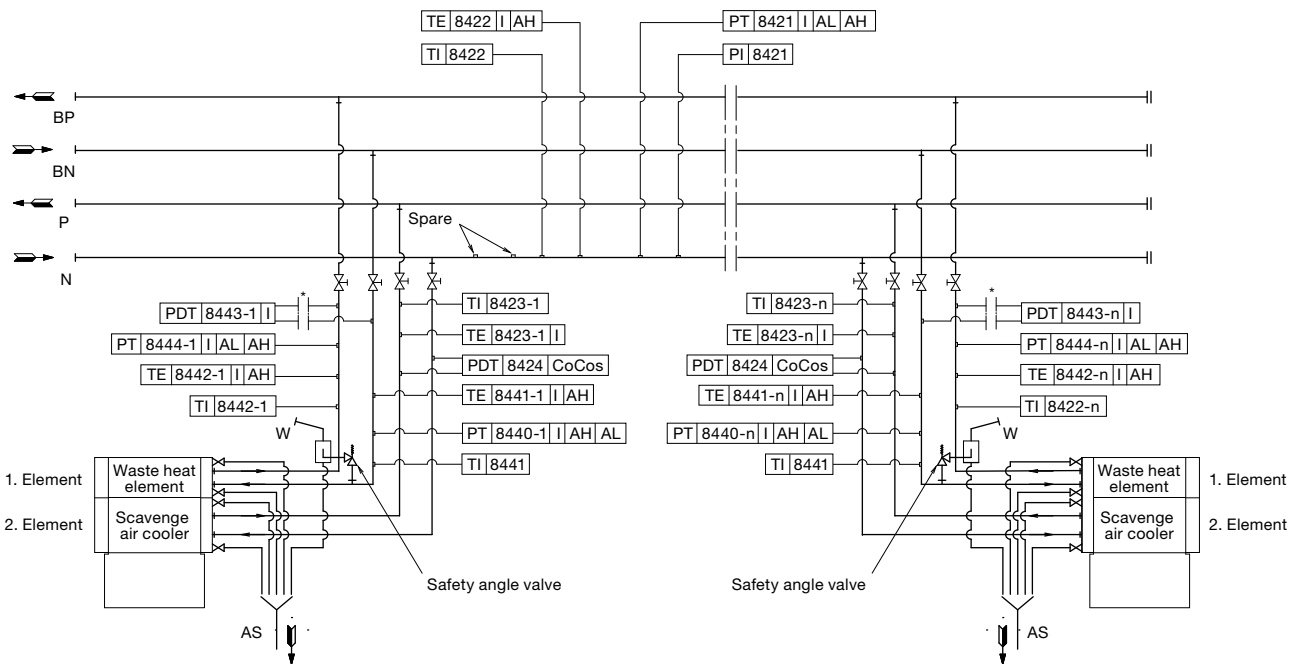 TE 8422 I AH
PT 8421 I AL AH
TI 8422
PI 8421
BP
BN
P
Spare
N
*
*
PDT 8443-1 I
TI 8423-1
TI 8423-n
PDT 8443-n I
PT 8444-1 I AL AH
TE 8423-1 I
TE 8423-n I
PT 8444-n I AL AH
TE 8442-1 I AH
PDT 8424 CoCos
PDT 8424 CoCos
TE 8442-n I AH
TI 8442-1
TE 8441-1 I AH
TE 8441-n I AH
TI 8422-n
W
PT 8440-1 I AH AL
PT 8440-n I AH AL
W
TI 8441
TI 8441
1. Element
Waste heat
element
Waste heat
element
1. Element
2. Element
Scavenge
air cooler
Scavenge
air cooler
2. Element
Safety angle valve
Safety angle valve
AS
AS